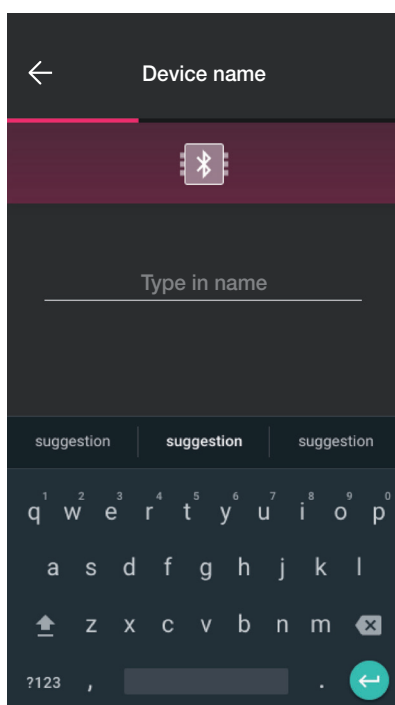 Device name
Type in name
suggestion suggestion suggestion
1 2 3 4 5 6 7 8 9 0
q w e r t y u i o p
a s d f g h j k l
z x c v b n m
?123 , .